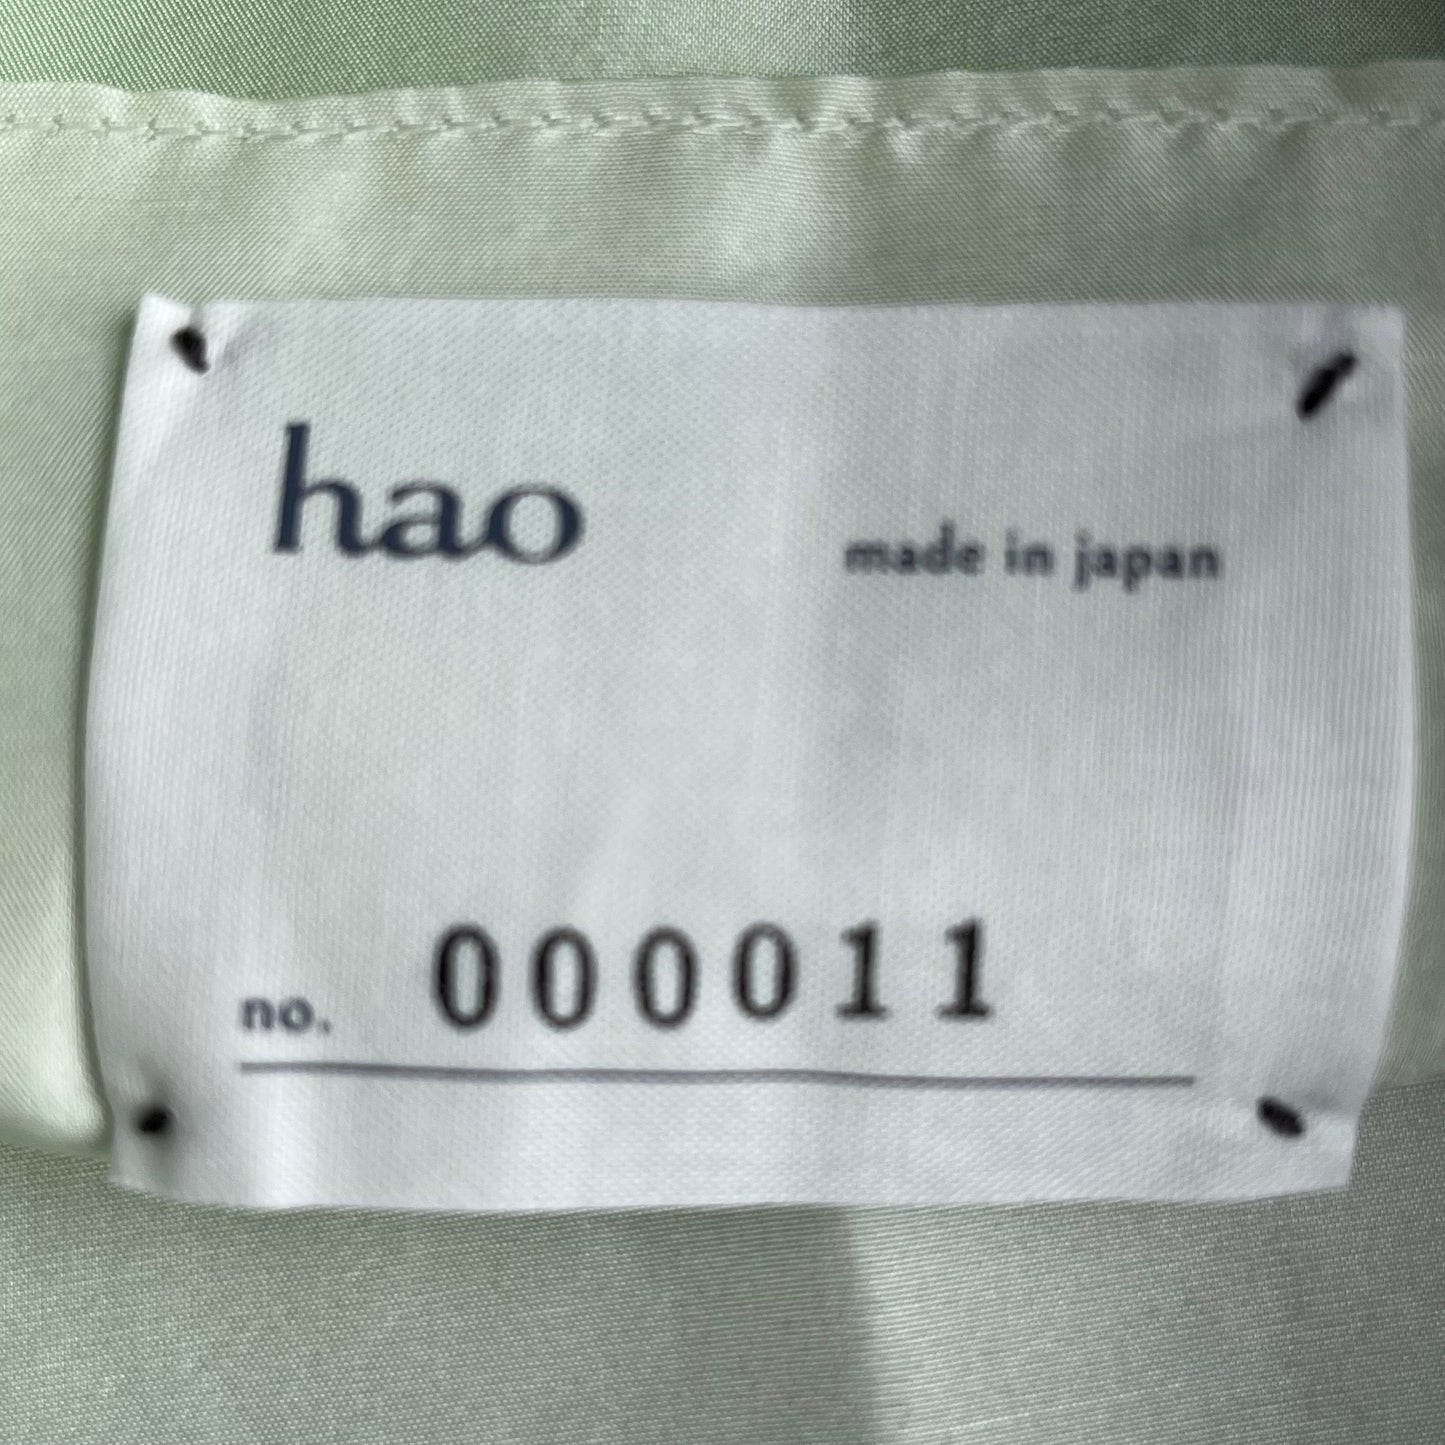 hao
made in japan
no. 000011